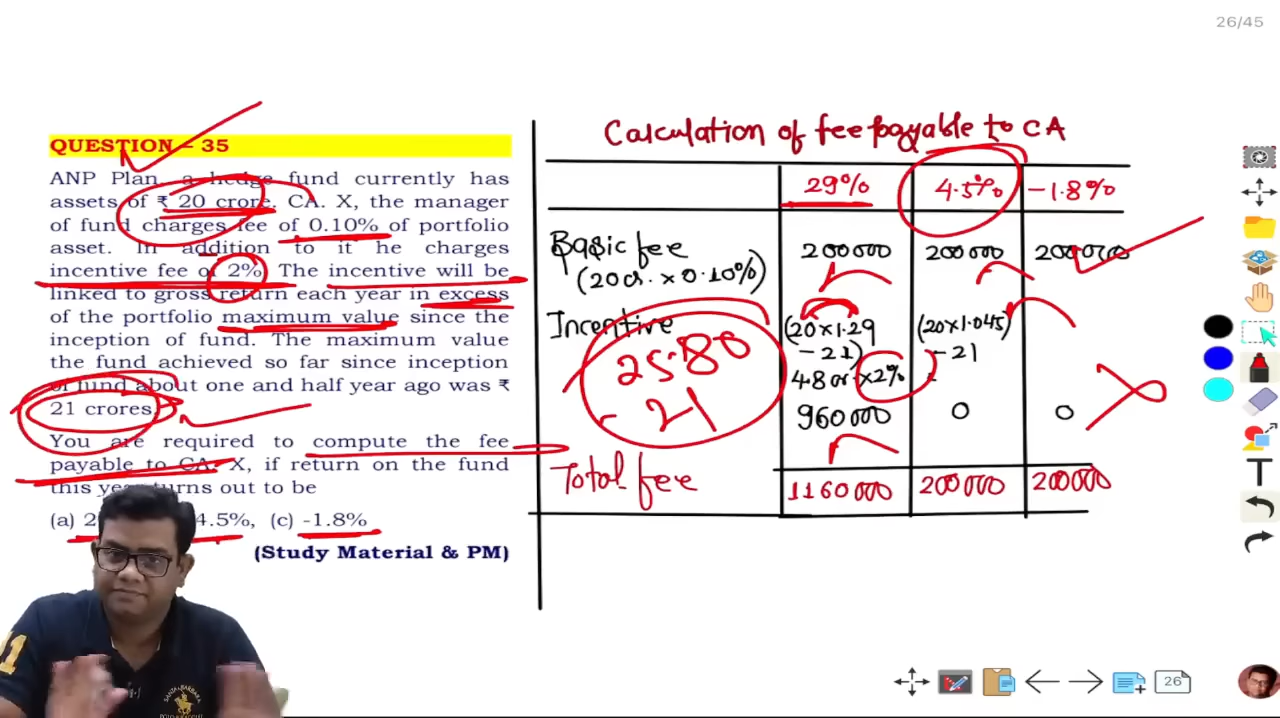 26/45
QUESTION – 35
ANP Plan, a hedge fund currently has
assets of ₹ 20 crore. CA. X, the manager
of fund charges fee of 0.10% of portfolio
asset. In addition to it he charges
incentive fee of 2%. The incentive will be
linked to gross return each year in excess
of the portfolio maximum value since the
inception of fund. The maximum value
the fund achieved so far since inception
of fund about one and half year ago was ₹
21 crores.
You are required to compute the fee
payable to CA. X, if return on the fund
this year turns out to be
(a) 2 4.5%, (c) -1.8%
(Study Material & PM)
Calculation of fee payable to CA
29% 4.5% -1.8%
Basic fee 200000 200000 200000
(20cr. × 0.10%)
Incentive (20×1.29 (20×1.045)
- 21) - 21
25.80
- 21
4.8cr ×2%
960000 0 0
Total fee 1160000 200000 200000
26